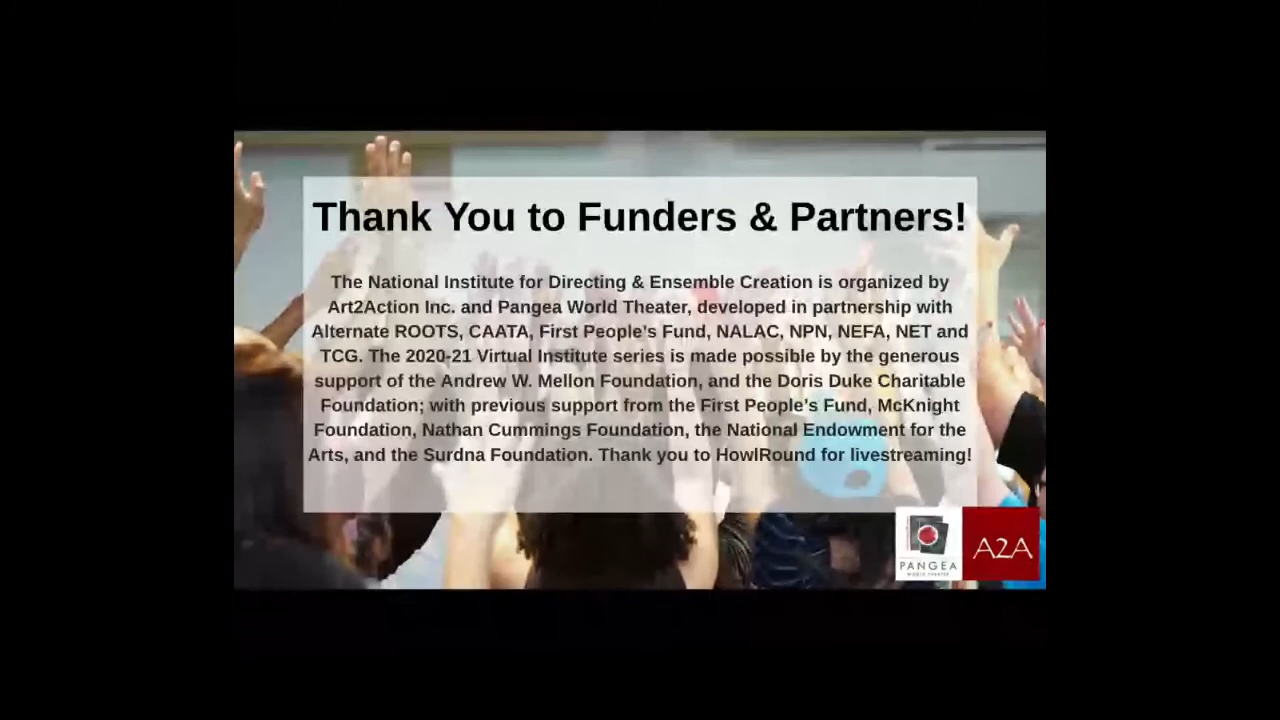 Thank You to Funders & Partners!
The National Institute for Directing & Ensemble Creation is organized by
Art2Action Inc. and Pangea World Theater, developed in partnership with
Alternate ROOTS, CAATA, First People's Fund, NALAC, NPN, NEFA, NET and
TCG. The 2020-21 Virtual Institute series is made possible by the generous
support of the Andrew W. Mellon Foundation, and the Doris Duke Charitable
Foundation; with previous support from the First People's Fund, McKnight
Foundation, Nathan Cummings Foundation, the National Endowment for the
Arts, and the Surdna Foundation. Thank you to HowlRound for livestreaming!
PANGEA
WORLD THEATER
A2A